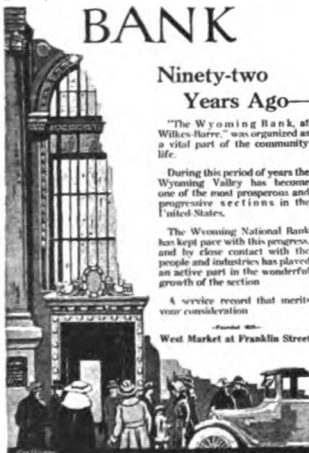 BANK
Ninety-two
Years Ago—
"The Wyoming Bank, at
Wilkes-Barre," was organized as
a vital part of the community
life.
During this period of years the
Wyoming Valley has become
one of the most prosperous and
progressive sections in the
United States.
The Wyoming National Bank
has kept pace with this progress,
and by close contact with the
people and industries has played
an active part in the wonderful
growth of the section
A service record that merits
your consideration
—Founded
West Market at Franklin Street